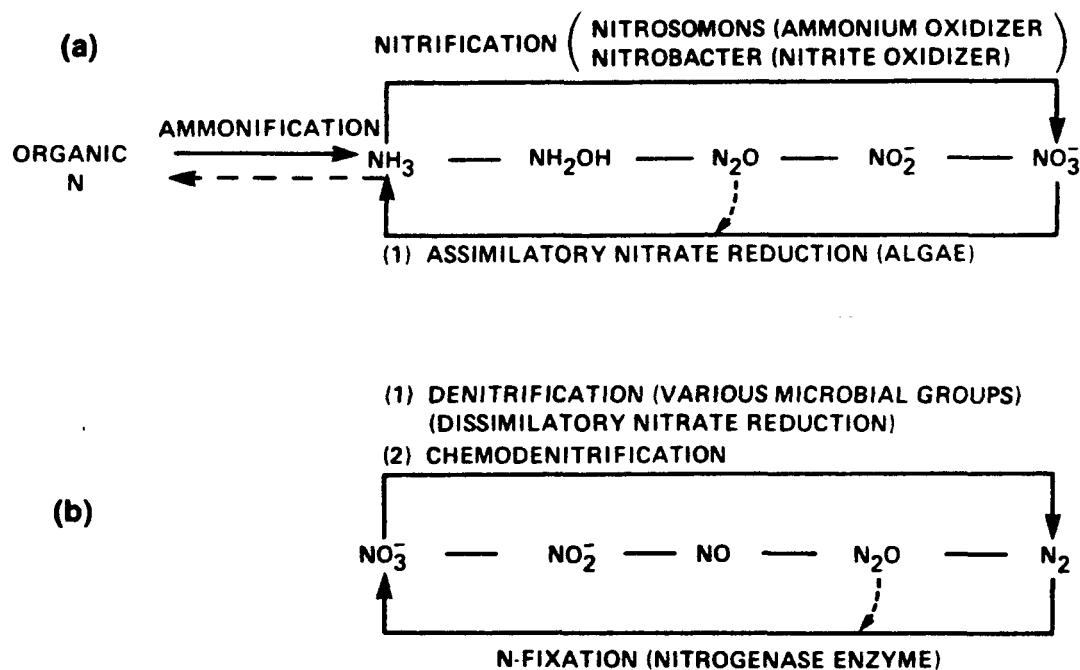 (a)
NITRIFICATION ( NITROSOMONS (AMMONIUM OXIDIZER
NITROBACTER (NITRITE OXIDIZER) )
AMMONIFICATION
ORGANIC
N
NH₃ — NH₂OH — N₂O — NO₂⁻ — NO₃⁻
(1) ASSIMILATORY NITRATE REDUCTION (ALGAE)
(1) DENITRIFICATION (VARIOUS MICROBIAL GROUPS)
(DISSIMILATORY NITRATE REDUCTION)
(2) CHEMODENITRIFICATION
(b)
NO₃⁻ — NO₂⁻ — NO — N₂O — N₂
N-FIXATION (NITROGENASE ENZYME)